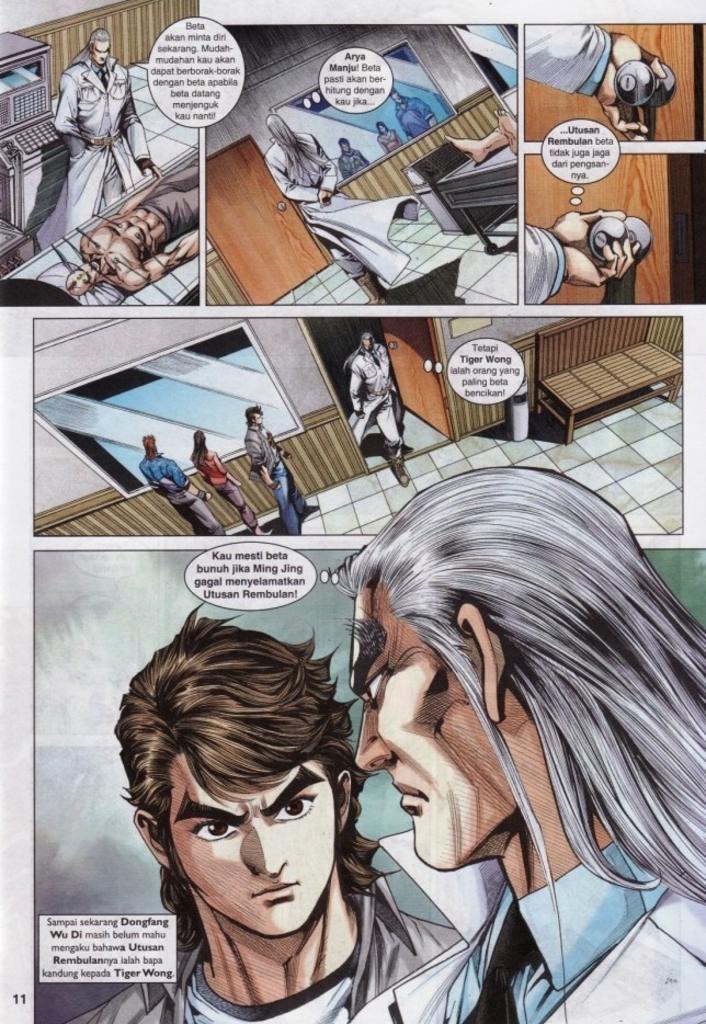 Beta
akan minta diri
sekarang. Mudah-
mudahan kau akan
dapat berborak-borak
dengan beta apabila
beta datang
menjenguk
kau nanti!
Arya
Manju! Beta
pasti akan ber-
hitung dengan
kau jika...
...Utusan
Rembulan beta
tidak juga jaga
dari pengsan-
nya.
Tetapi
Tiger Wong
ialah orang yang
paling beta
bencikan!
Kau mesti beta
bunuh jika Ming Jing
gagal menyelamatkan
Utusan Rembulan!
Sampai sekarang Dongfang
Wu Di masih belum mahu
mengaku bahawa Utusan
Rembulannya ialah bapa
kandung kepada Tiger Wong.
11